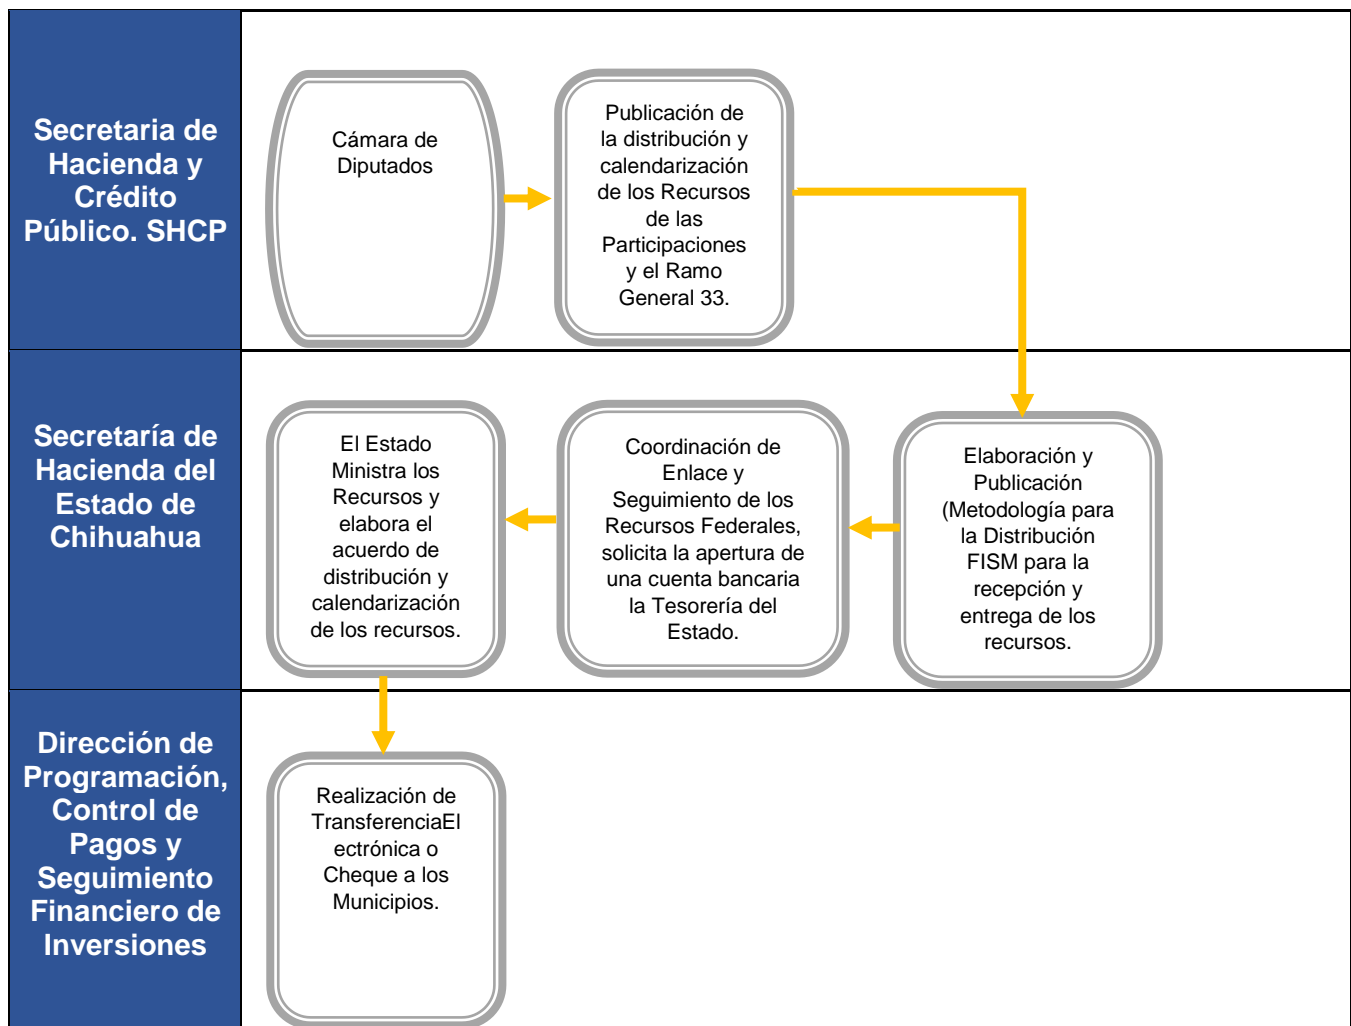 Secretaria de
Hacienda y
Crédito
Público. SHCP
Cámara de
Diputados
Publicación de
la distribución y
calendarización
de los Recursos
de las
Participaciones
y el Ramo
General 33.
Secretaría de
Hacienda del
Estado de
Chihuahua
El Estado
Ministra los
Recursos y
elabora el
acuerdo de
distribución y
calendarización
de los recursos.
Coordinación de
Enlace y
Seguimiento de los
Recursos Federales,
solicita la apertura de
una cuenta bancaria
la Tesorería del
Estado.
Elaboración y
Publicación
(Metodología para
la Distribución
FISM para la
recepción y
entrega de los
recursos.
Dirección de
Programación,
Control de
Pagos y
Seguimiento
Financiero de
Inversiones
Realización de
TransferenciaEl
ectrónica o
Cheque a los
Municipios.